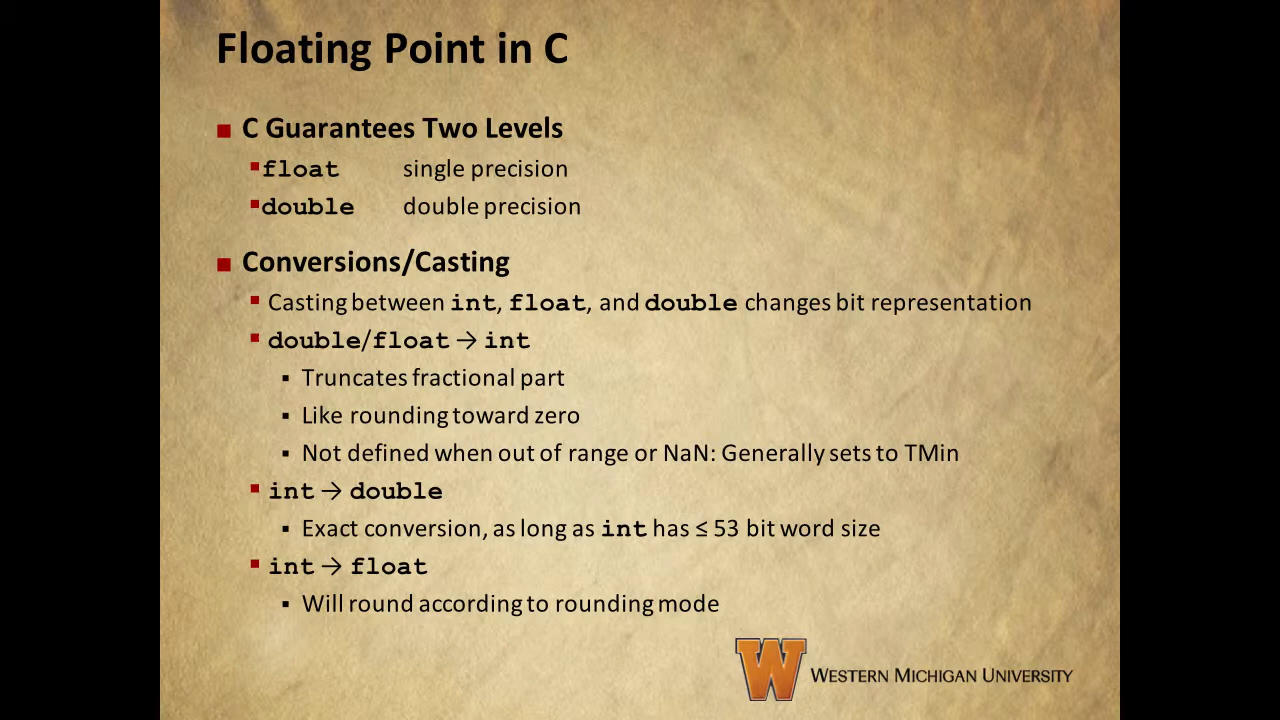 Floating Point in C
C Guarantees Two Levels
float single precision
double double precision
Conversions/Casting
Casting between int, float, and double changes bit representation
double/float → int
Truncates fractional part
Like rounding toward zero
Not defined when out of range or NaN: Generally sets to TMin
int → double
Exact conversion, as long as int has ≤ 53 bit word size
int → float
Will round according to rounding mode
W WESTERN MICHIGAN UNIVERSITY